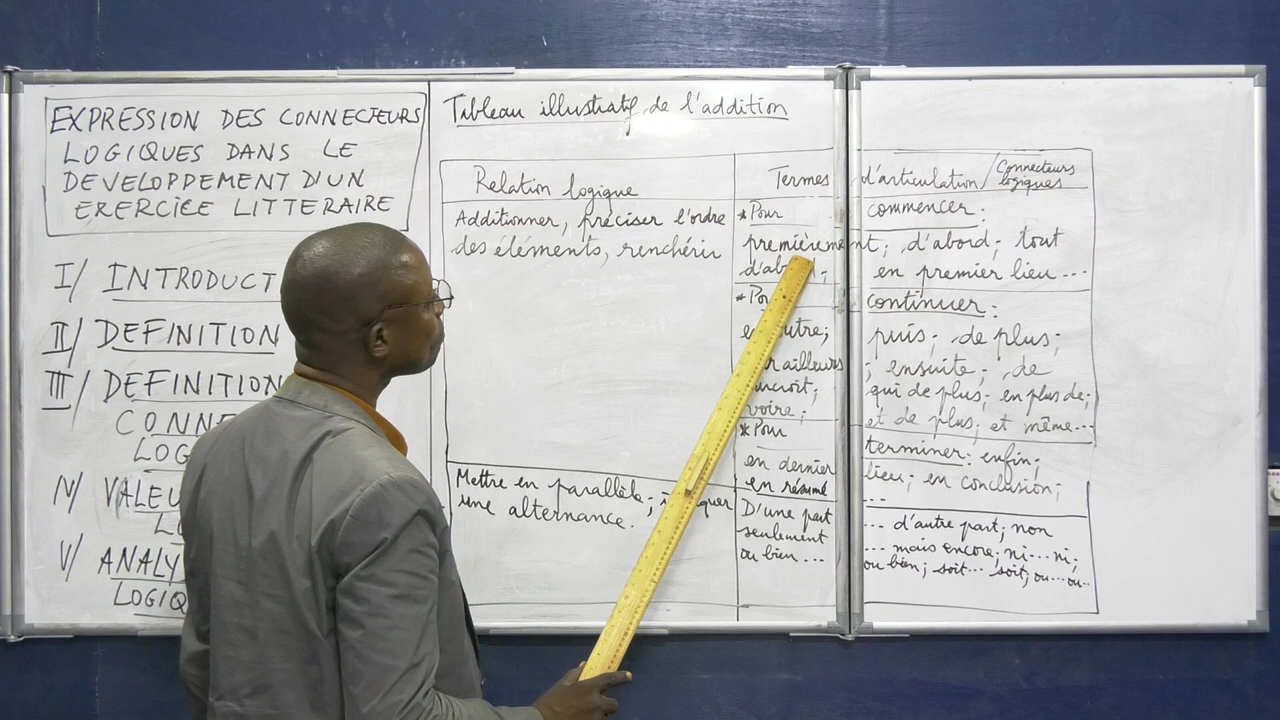 EXPRESSION DES CONNECTEURS
LOGIQUES DANS LE
DEVELOPPEMENT D'UN
EXERCICE LITTERAIRE
I/ INTRODUCT
II/ DEFINITION
III/ DEFINITION
CONNE
LOG
IV/ VALEU
LO
V/ ANALY
LOGIQ
Tableau illustratif de l'addition
Relation logique
Additionner, préciser l'ordre
des éléments, renchérir
Mettre en parallèle;
une alternance.
Termes d'articulation / Connecteurs
logiques
* Pour commencer:
premièrement; d'abord; tout
en premier lieu...
* continuer:
puis; de plus;
; ensuite; de
qui de plus; en plus de;
voire; et de plus; et même...
* Pour terminer: enfin;
en dernier lieu; en conclusion;
en résumé ...
D'une part ... d'autre part; non
seulement ... mais encore; ni... ni;
ou bien... ou bien; soit... soit; ou... ou...